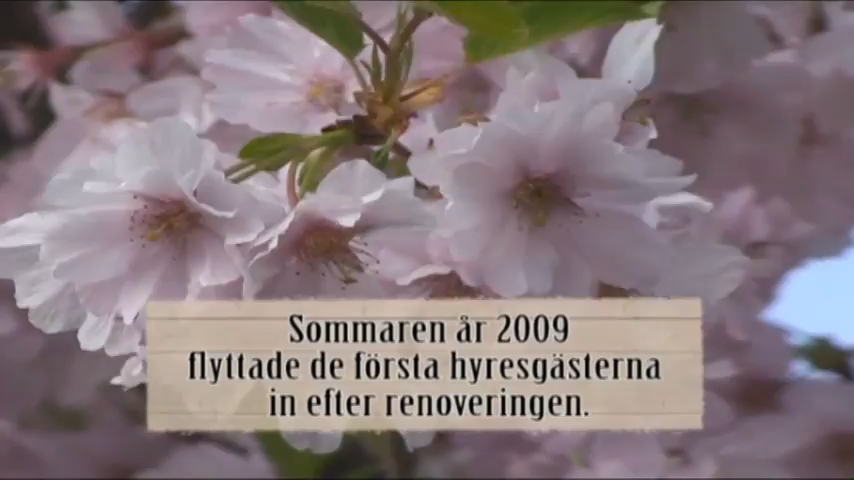 Sommaren år 2009
flyttade de första hyresgästerna
in efter renoveringen.